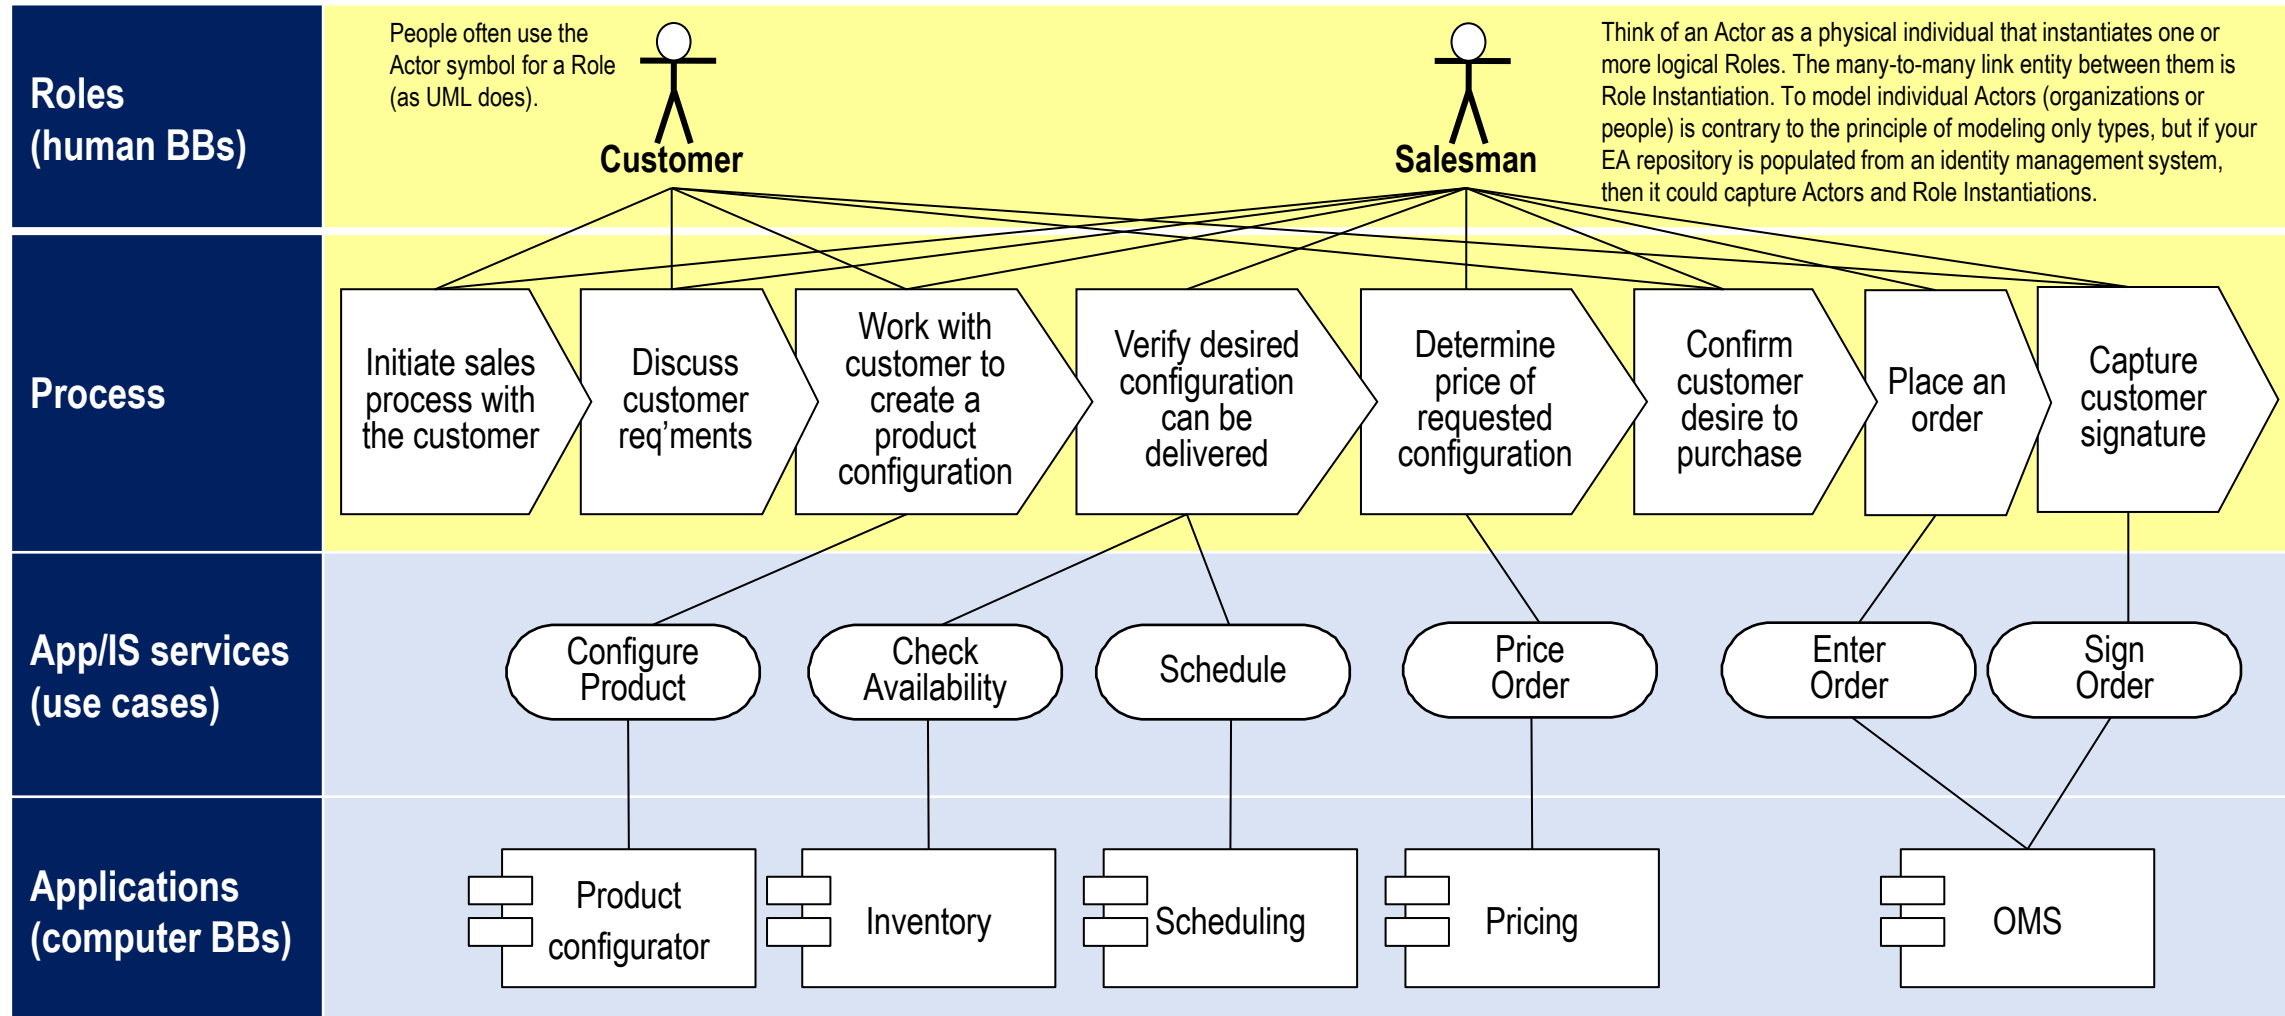 Roles
(human BBs)
People often use the
Actor symbol for a Role
(as UML does).
Customer
Salesman
Think of an Actor as a physical individual that instantiates one or
more logical Roles. The many-to-many link entity between them is
Role Instantiation. To model individual Actors (organizations or
people) is contrary to the principle of modeling only types, but if your
EA repository is populated from an identity management system,
then it could capture Actors and Role Instantiations.
Process
Initiate sales
process with
the customer
Discuss
customer
req’ments
Work with
customer to
create a
product
configuration
Verify desired
configuration
can be
delivered
Determine
price of
requested
configuration
Confirm
customer
desire to
purchase
Place an
order
Capture
customer
signature
App/IS services
(use cases)
Configure
Product
Check
Availability
Schedule
Price
Order
Enter
Order
Sign
Order
Applications
(computer BBs)
Product
configurator
Inventory
Scheduling
Pricing
OMS